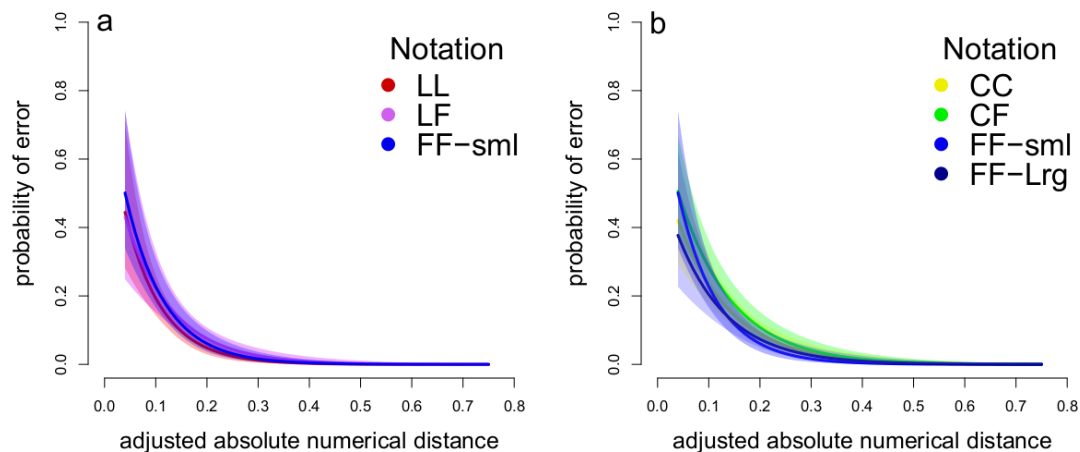 a
Notation
LL
LF
FF−sml
probability of error
1.0
0.8
0.6
0.4
0.2
0.0
0.0 0.1 0.2 0.3 0.4 0.5 0.6 0.7 0.8
adjusted absolute numerical distance
b
Notation
CC
CF
FF−sml
FF−Lrg
probability of error
1.0
0.8
0.6
0.4
0.2
0.0
0.0 0.1 0.2 0.3 0.4 0.5 0.6 0.7 0.8
adjusted absolute numerical distance